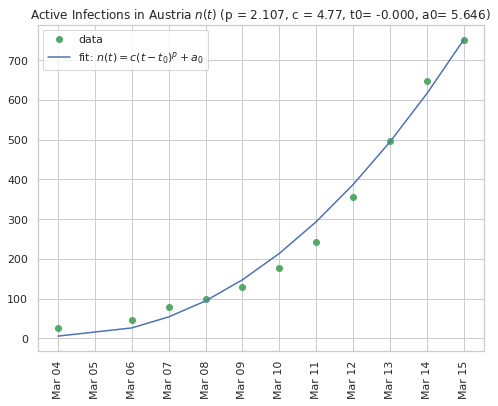 Active Infections in Austria n(t) (p = 2.107, c = 4.77, t0= -0.000, a0= 5.646)
data
fit: n(t) = c(t − t₀)ᵖ + a₀
700
600
500
400
300
200
100
0
Mar 04
Mar 05
Mar 06
Mar 07
Mar 08
Mar 09
Mar 10
Mar 11
Mar 12
Mar 13
Mar 14
Mar 15